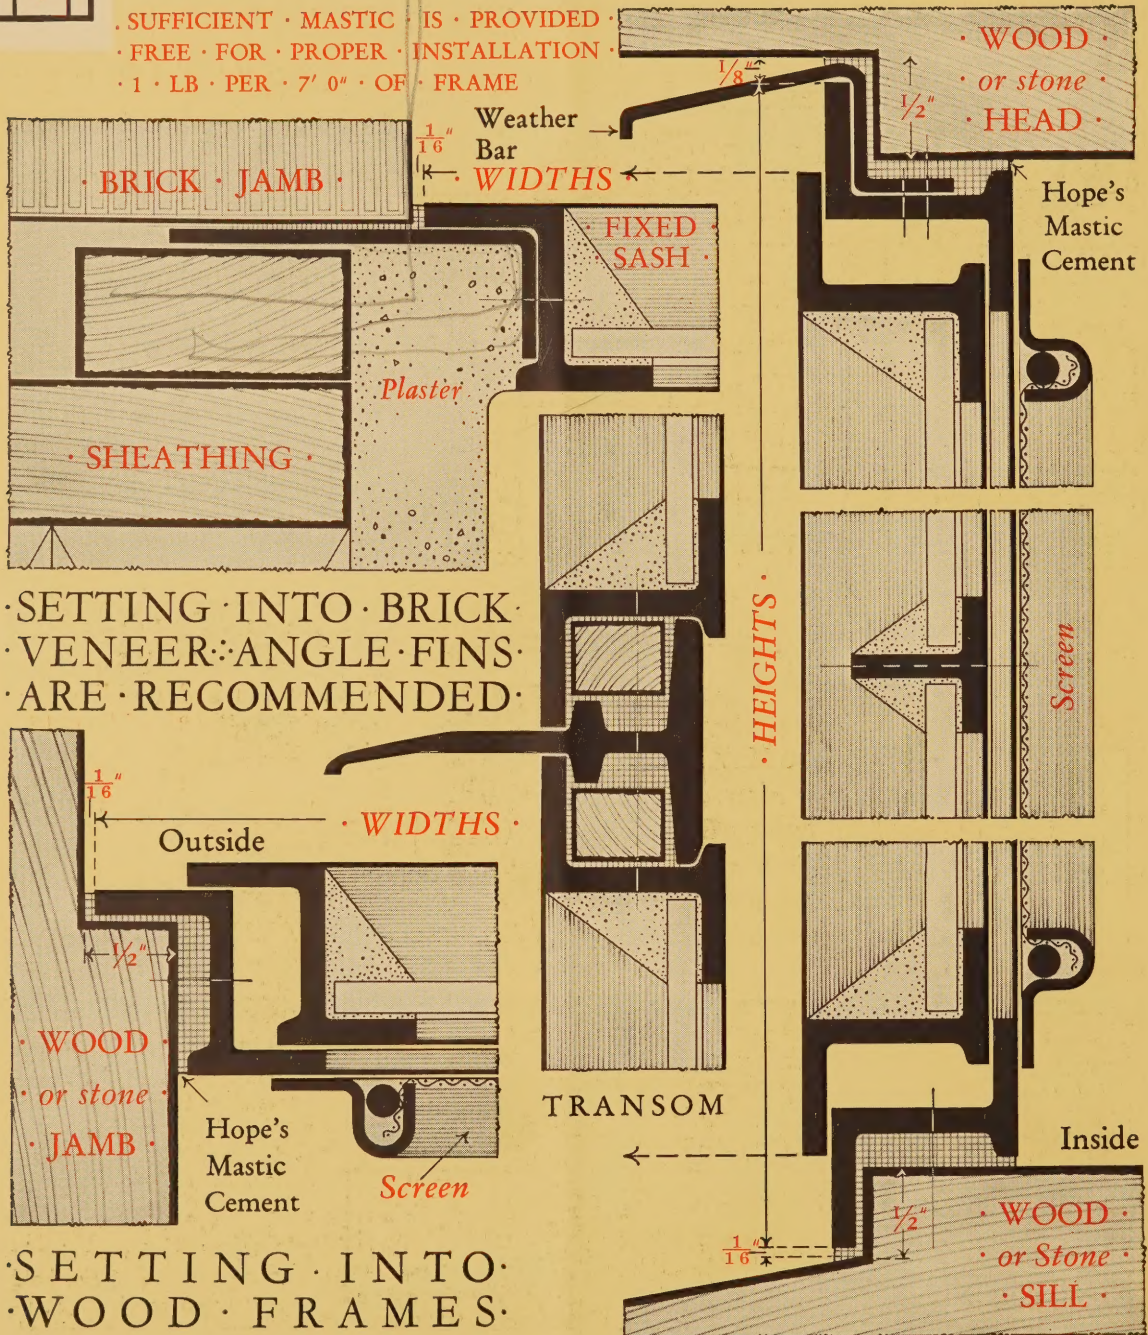 · SUFFICIENT · MASTIC · IS · PROVIDED ·
· FREE · FOR · PROPER · INSTALLATION ·
· 1 · LB · PER · 7' 0" · OF · FRAME
Weather
Bar
1/16"
· WIDTHS ·
· BRICK · JAMB ·
· FIXED ·
SASH ·
Plaster
· SHEATHING ·
1/8"
1/2"
· WOOD ·
· or stone ·
· HEAD ·
Hope's
Mastic
Cement
· SETTING · INTO · BRICK ·
· VENEER ·:· ANGLE · FINS ·
· ARE · RECOMMENDED ·
· HEIGHTS ·
Screen
1/16"
· WIDTHS ·
Outside
1/2"
· WOOD ·
· or stone ·
· JAMB ·
Hope's
Mastic
Cement
Screen
TRANSOM
Inside
1/2"
1/16"
· WOOD ·
· or Stone ·
· SILL ·
· SETTING · INTO ·
· WOOD · FRAMES ·